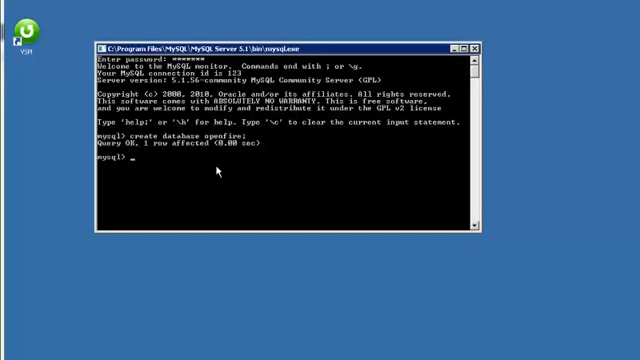 C:\Program Files\MySQL\MySQL Server 5.1\bin\mysql.exe
Enter password: *******
Welcome to the MySQL monitor.  Commands end with ; or \g.
Your MySQL connection id is 123
Server version: 5.1.56-community MySQL Community Server (GPL)
Copyright (c) 2000, 2010, Oracle and/or its affiliates. All rights reserved.
This software comes with ABSOLUTELY NO WARRANTY. This is free software,
and you are welcome to modify and redistribute it under the GPL v2 license
Type 'help;' or '\h' for help. Type '\c' to clear the current input statement.
mysql> create database openfire;
Query OK, 1 row affected (0.00 sec)
mysql> _
VSM